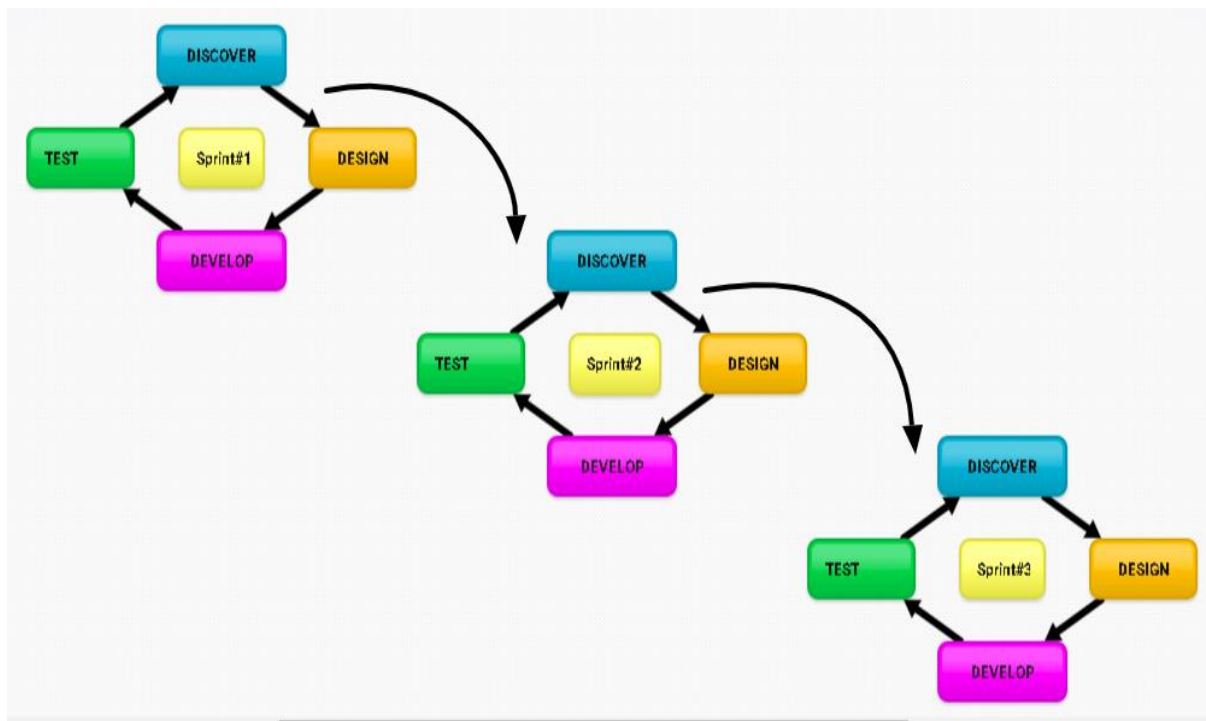 DISCOVER
TEST
Sprint#1
DESIGN
DEVELOP
DISCOVER
TEST
Sprint#2
DESIGN
DEVELOP
DISCOVER
TEST
Sprint#3
DESIGN
DEVELOP